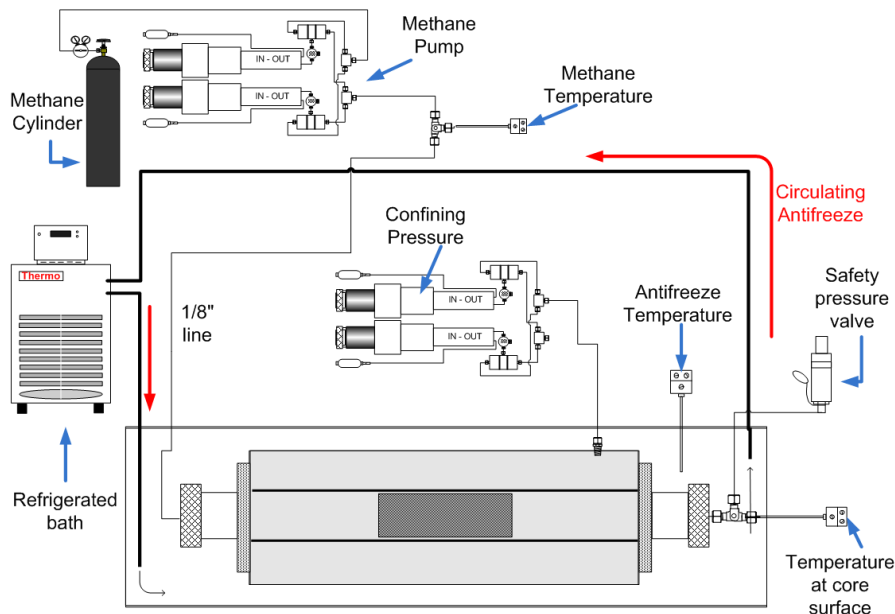 Methane
Pump
IN - OUT
IN - OUT
Methane
Cylinder
Methane
Temperature
Circulating
Antifreeze
Confining
Pressure
Thermo
1/8"
line
IN - OUT
IN - OUT
Antifreeze
Temperature
Safety
pressure
valve
Refrigerated
bath
Temperature
at core
surface